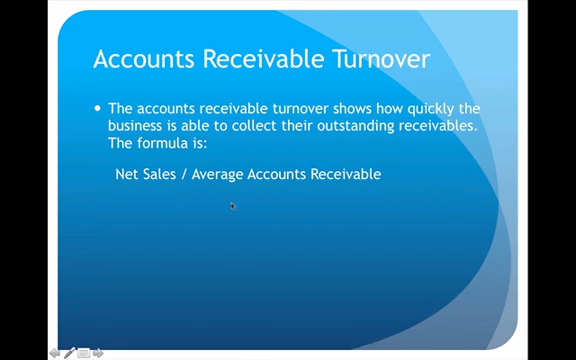 Accounts Receivable Turnover
• The accounts receivable turnover shows how quickly the
business is able to collect their outstanding receivables.
The formula is:
Net Sales / Average Accounts Receivable